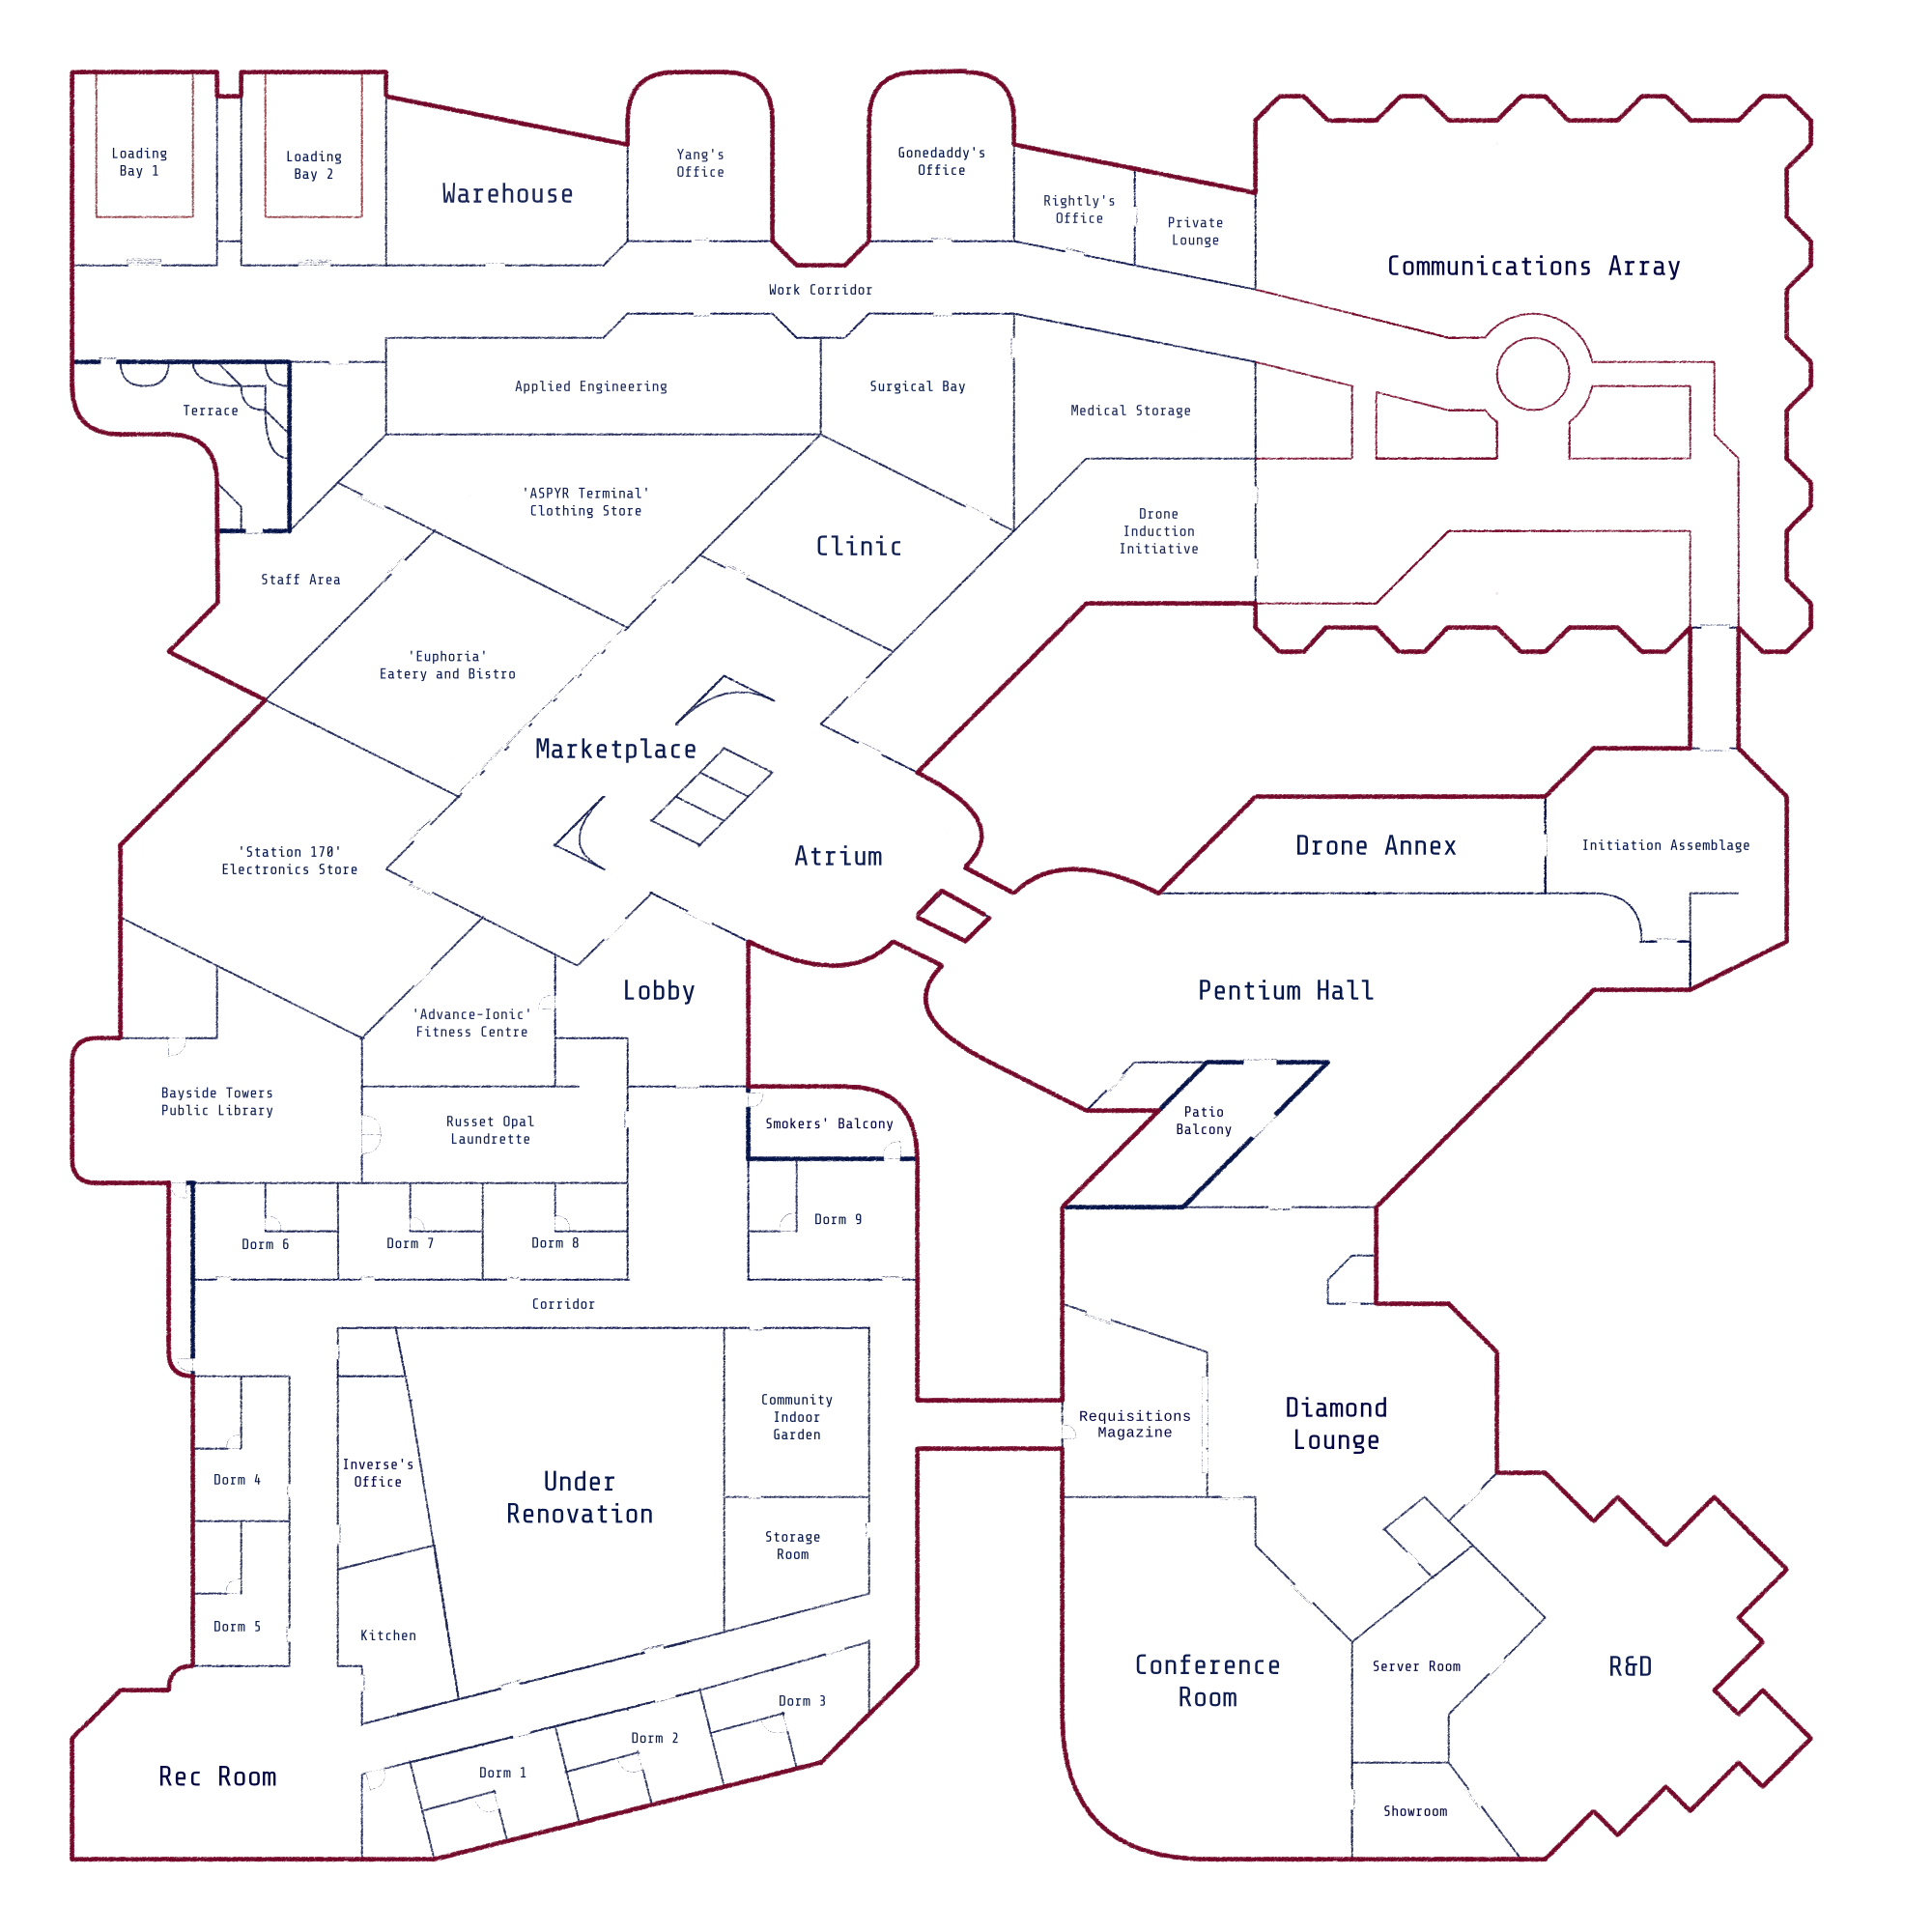 Loading
Bay 1
Loading
Bay 2
Warehouse
Yang's
Office
Gonedaddy's
Office
Rightly's
Office
Private
Lounge
Communications Array
Work Corridor
Terrace
Applied Engineering
Surgical Bay
Medical Storage
'ASPYR Terminal'
Clothing Store
Clinic
Drone
Induction
Initiative
Staff Area
'Euphoria'
Eatery and Bistro
Marketplace
Atrium
'Station 170'
Electronics Store
Drone Annex
Initiation Assemblage
Lobby
Pentium Hall
'Advance-Ionic'
Fitness Centre
Bayside Towers
Public Library
Russet Opal
Laundrette
Smokers' Balcony
Patio
Balcony
Dorm 6
Dorm 7
Dorm 8
Dorm 9
Corridor
Community
Indoor
Garden
Requisitions
Magazine
Diamond
Lounge
Dorm 4
Inverse's
Office
Under
Renovation
Storage
Room
Dorm 5
Kitchen
Conference
Room
Server Room
R&D
Rec Room
Dorm 1
Dorm 2
Dorm 3
Showroom